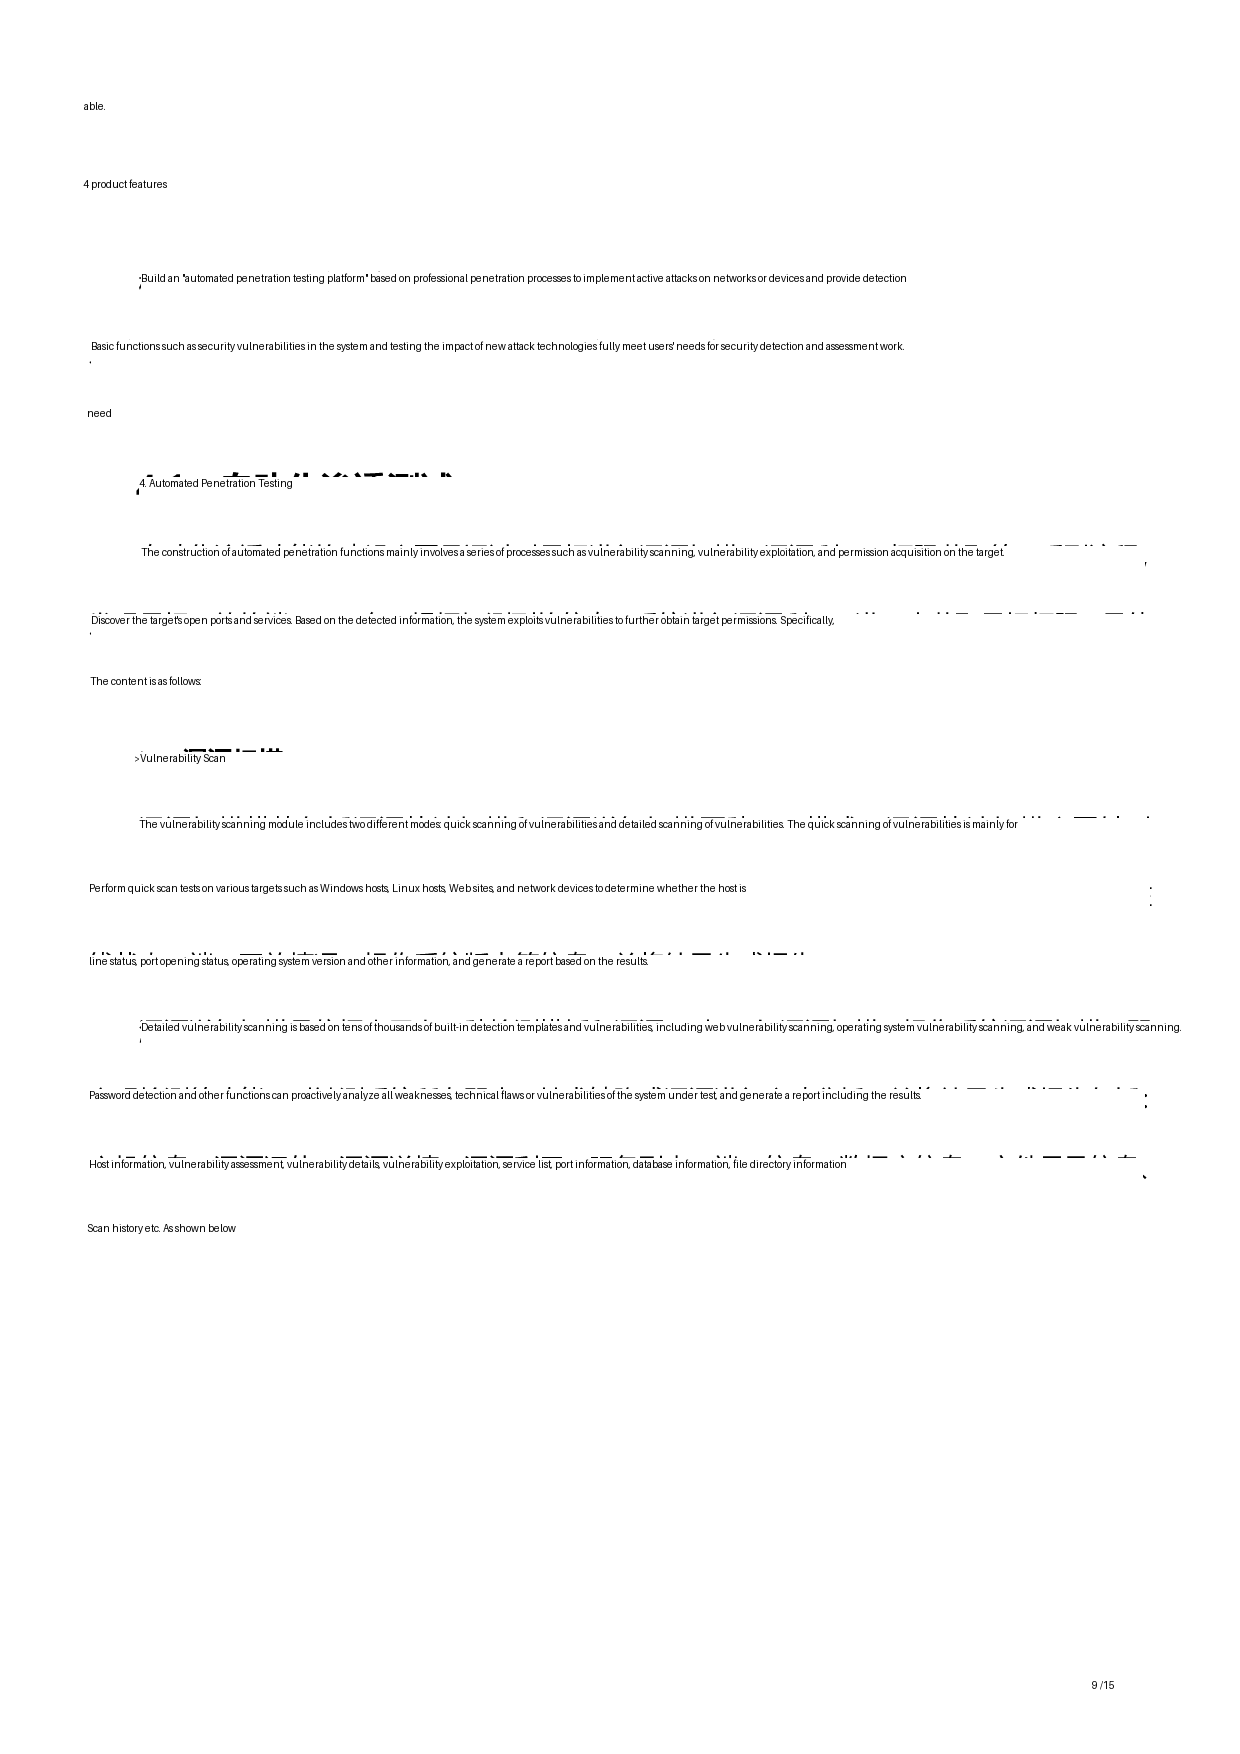 able.
4 product features
Build an "automated penetration testing platform" based on professional penetration processes to implement active attacks on networks or devices and provide detection
Basic functions such as security vulnerabilities in the system and testing the impact of new attack technologies fully meet users' needs for security detection and assessment work.
need
4. Automated Penetration Testing
The construction of automated penetration functions mainly involves a series of processes such as vulnerability scanning, vulnerability exploitation, and permission acquisition on the target.
Discover the target's open ports and services. Based on the detected information, the system exploits vulnerabilities to further obtain target permissions. Specifically,
The content is as follows:
>Vulnerability Scan
The vulnerability scanning module includes two different modes: quick scanning of vulnerabilities and detailed scanning of vulnerabilities. The quick scanning of vulnerabilities is mainly for
Perform quick scan tests on various targets such as Windows hosts, Linux hosts, Web sites, and network devices to determine whether the host is
line status, port opening status, operating system version and other information, and generate a report based on the results.
Detailed vulnerability scanning is based on tens of thousands of built-in detection templates and vulnerabilities, including web vulnerability scanning, operating system vulnerability scanning, and weak vulnerability scanning.
Password detection and other functions can proactively analyze all weaknesses, technical flaws or vulnerabilities of the system under test, and generate a report including the results.
Host information, vulnerability assessment, vulnerability details, vulnerability exploitation, service list, port information, database information, file directory information
Scan history etc. As shown below
9 /15